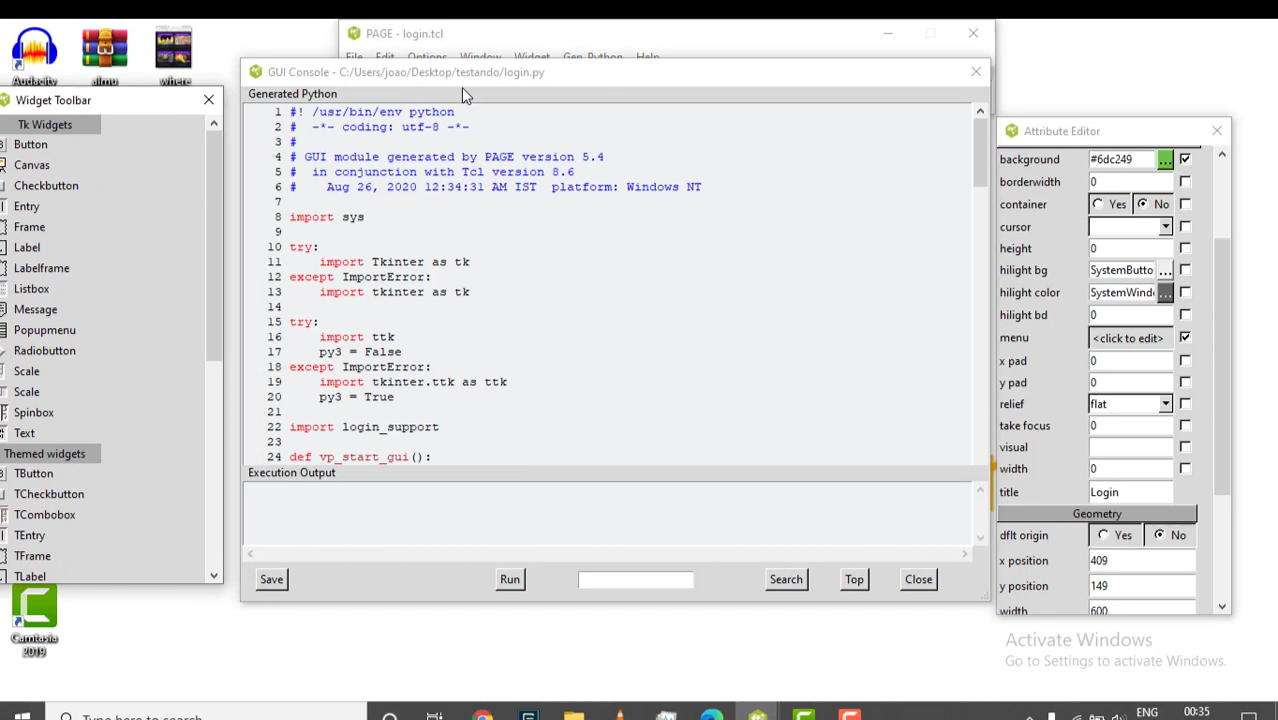 PAGE - login.tcl
File Edit Options Window Widget Gen_Python Help
GUI Console - C:/Users/joao/Desktop/testando/login.py
Generated Python
1 #! /usr/bin/env python
2 # -*- coding: utf-8 -*-
3 #
4 # GUI module generated by PAGE version 5.4
5 # in conjunction with Tcl version 8.6
6 # Aug 26, 2020 12:34:31 AM IST platform: Windows NT
7
8 import sys
9
10 try:
11 import Tkinter as tk
12 except ImportError:
13 import tkinter as tk
14
15 try:
16 import ttk
17 py3 = False
18 except ImportError:
19 import tkinter.ttk as ttk
20 py3 = True
21
22 import login_support
23
24 def vp_start_gui():
Execution Output
Save Run Search Top Close
Audacity
almu
where
Widget Toolbar
Tk Widgets
Button
Canvas
Checkbutton
Entry
Frame
Label
Labelframe
Listbox
Message
Popupmenu
Radiobutton
Scale
Scale
Spinbox
Text
Themed widgets
TButton
TCheckbutton
TCombobox
TEntry
TFrame
TLabel
Camtasia
2019
Attribute Editor
background #6dc249 ...
borderwidth 0
container Yes No
cursor
height 0
hilight bg SystemButto ...
hilight color SystemWind ...
hilight bd 0
menu <click to edit>
x pad 0
y pad 0
relief flat
take focus 0
visual
width 0
title Login
Geometry
dflt origin Yes No
x position 409
y position 149
width 600
Activate Windows
Go to Settings to activate Windows.
Type here to search
ENG
00:35